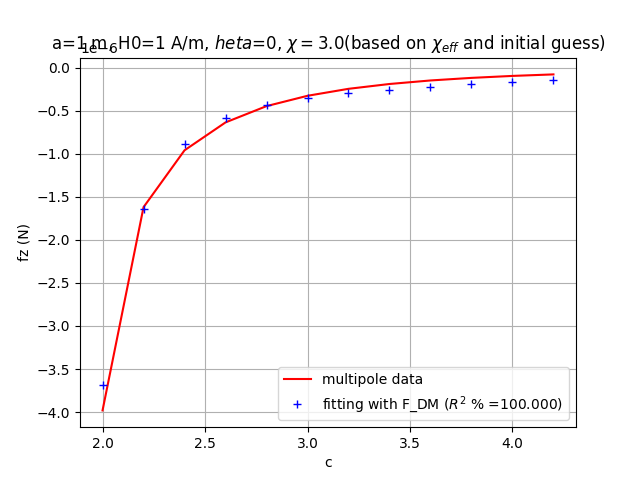 a=1 m, H0=1 A/m, heta=0, χ = 3.0(based on χeff and initial guess)
1e−6
0.0
−0.5
−1.0
−1.5
−2.0
−2.5
−3.0
−3.5
−4.0
fz (N)
multipole data
fitting with F_DM (R² % =100.000)
2.0 2.5 3.0 3.5 4.0
c